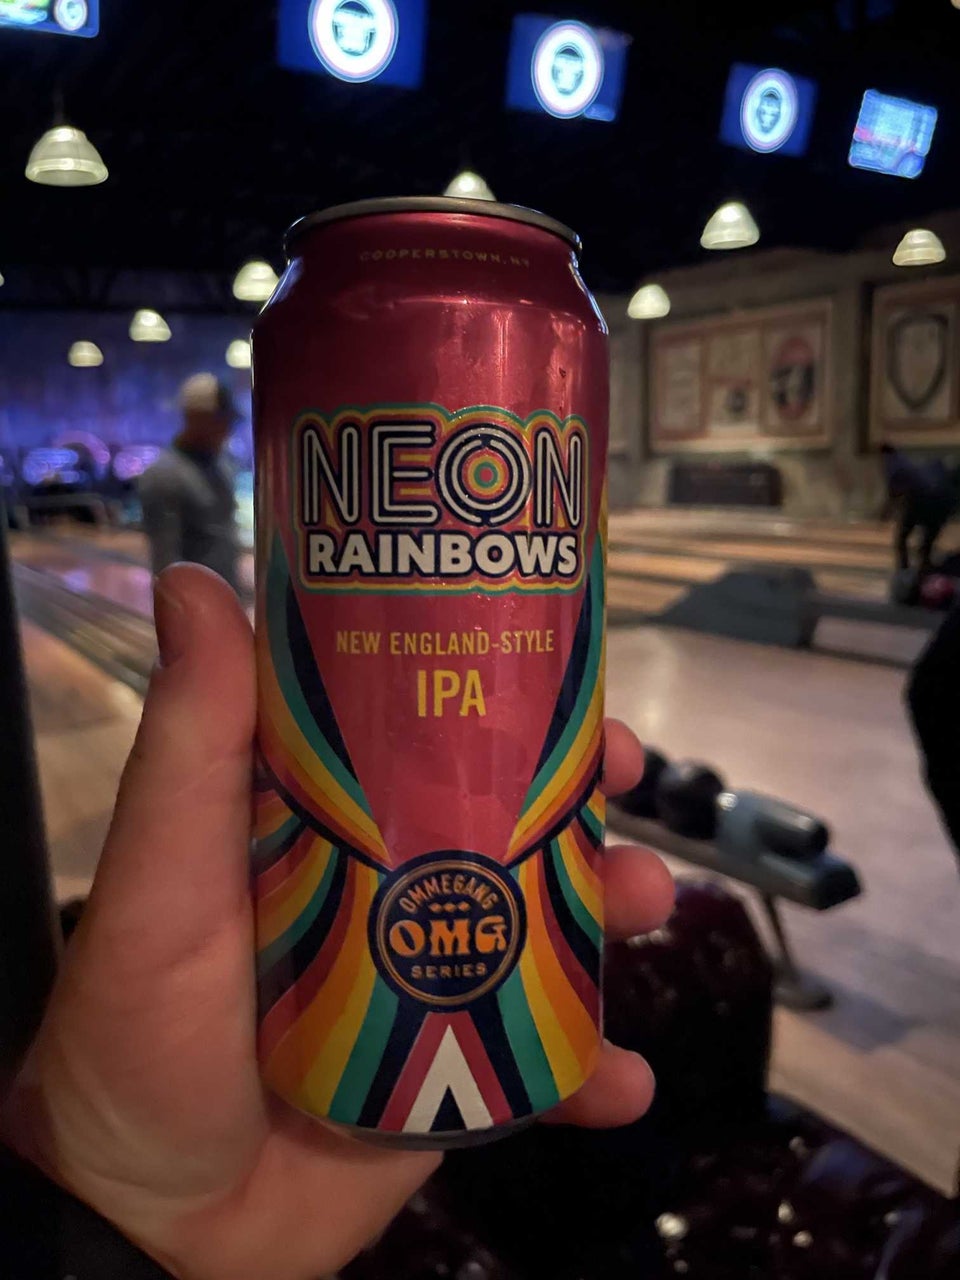 COOPERSTOWN, NY
NEON
RAINBOWS
NEW ENGLAND-STYLE
IPA
OMMEGANG
OMG
SERIES